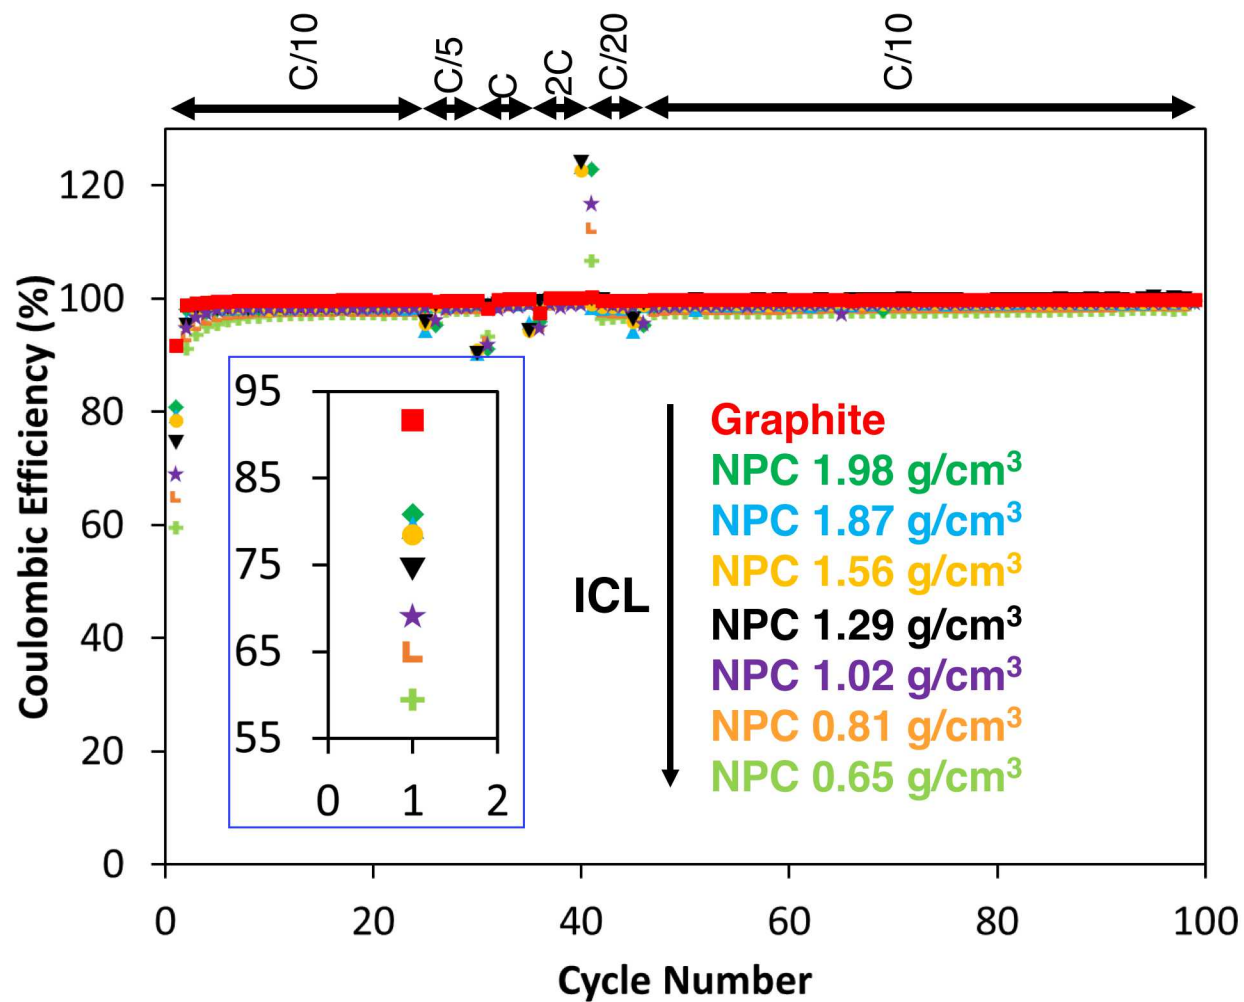 C/10
C/5
C
2C
C/20
C/10
120
100
80
60
40
20
0
Coulombic Efficiency (%)
95
85
75
65
55
0 1 2
ICL
Graphite
NPC 1.98 g/cm³
NPC 1.87 g/cm³
NPC 1.56 g/cm³
NPC 1.29 g/cm³
NPC 1.02 g/cm³
NPC 0.81 g/cm³
NPC 0.65 g/cm³
0 20 40 60 80 100
Cycle Number